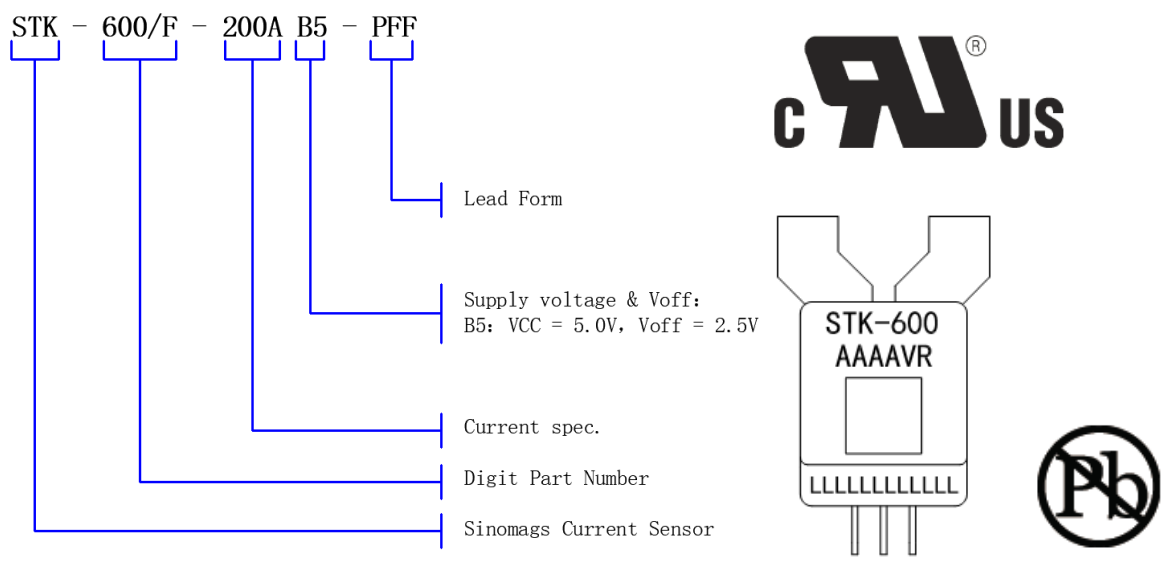 STK - 600/F - 200A B5 - PFF
Lead Form
Supply voltage & Voff:
B5: VCC = 5.0V, Voff = 2.5V
Current spec.
Digit Part Number
Sinomags Current Sensor
®
c RU US
STK-600
AAAAVR
LLLLLLLLLLLL
Pb